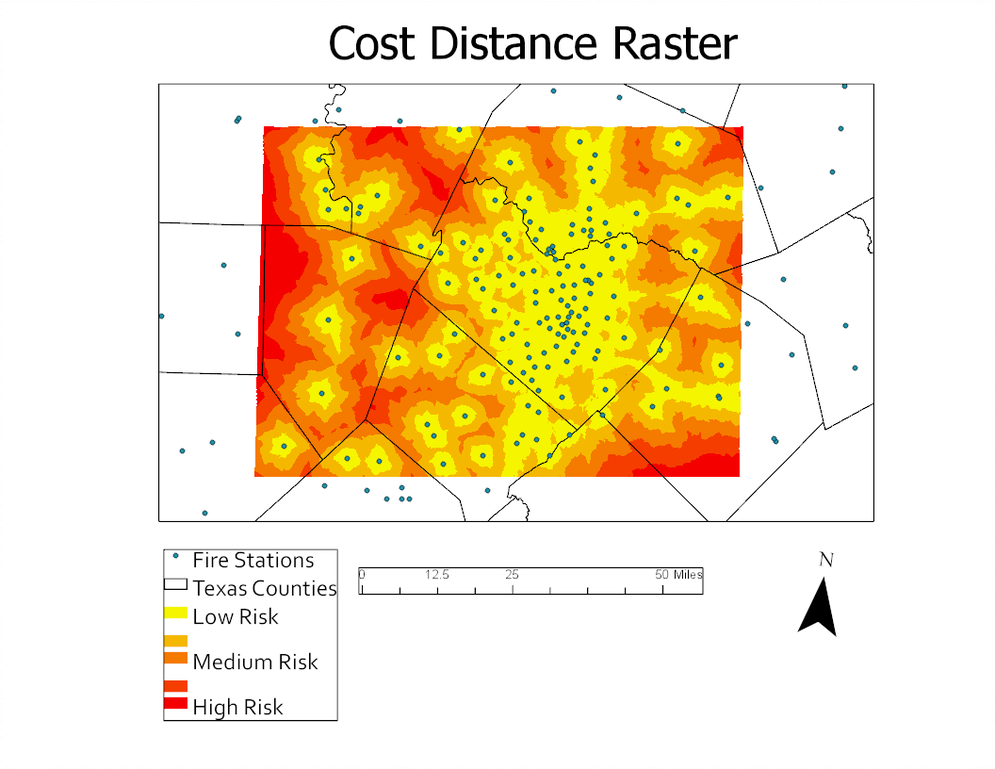 Cost Distance Raster
Fire Stations
Texas Counties
Low Risk
Medium Risk
High Risk
0 12.5 25 50 Miles
N